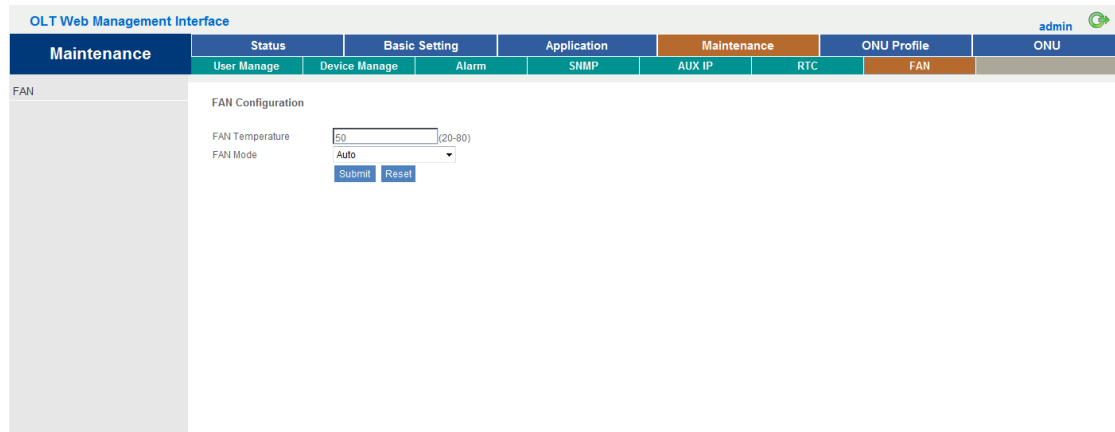 OLT Web Management Interface
admin
Maintenance
Status Basic Setting Application Maintenance ONU Profile ONU
User Manage Device Manage Alarm SNMP AUX IP RTC FAN
FAN
FAN Configuration
FAN Temperature 50 (20-80)
FAN Mode Auto
Submit Reset